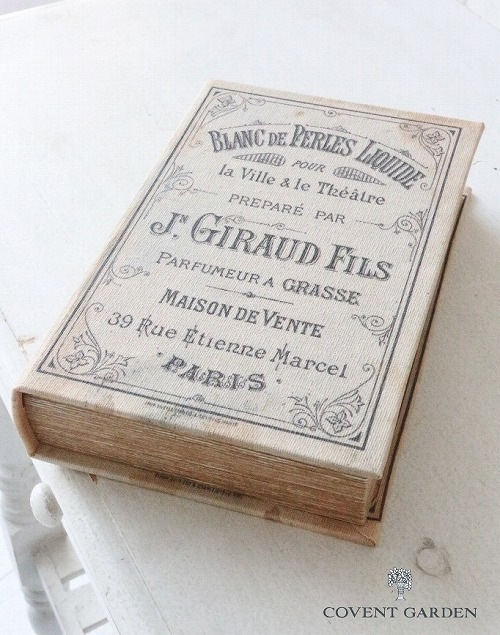 BLANC DE PERLES LIQUIDE
POUR
la Ville & le Théâtre
PREPARÉ PAR
Jn. GIRAUD FILS
PARFUMEUR A GRASSE
MAISON DE VENTE
39 Rue Etienne Marcel
PARIS
COVENT GARDEN